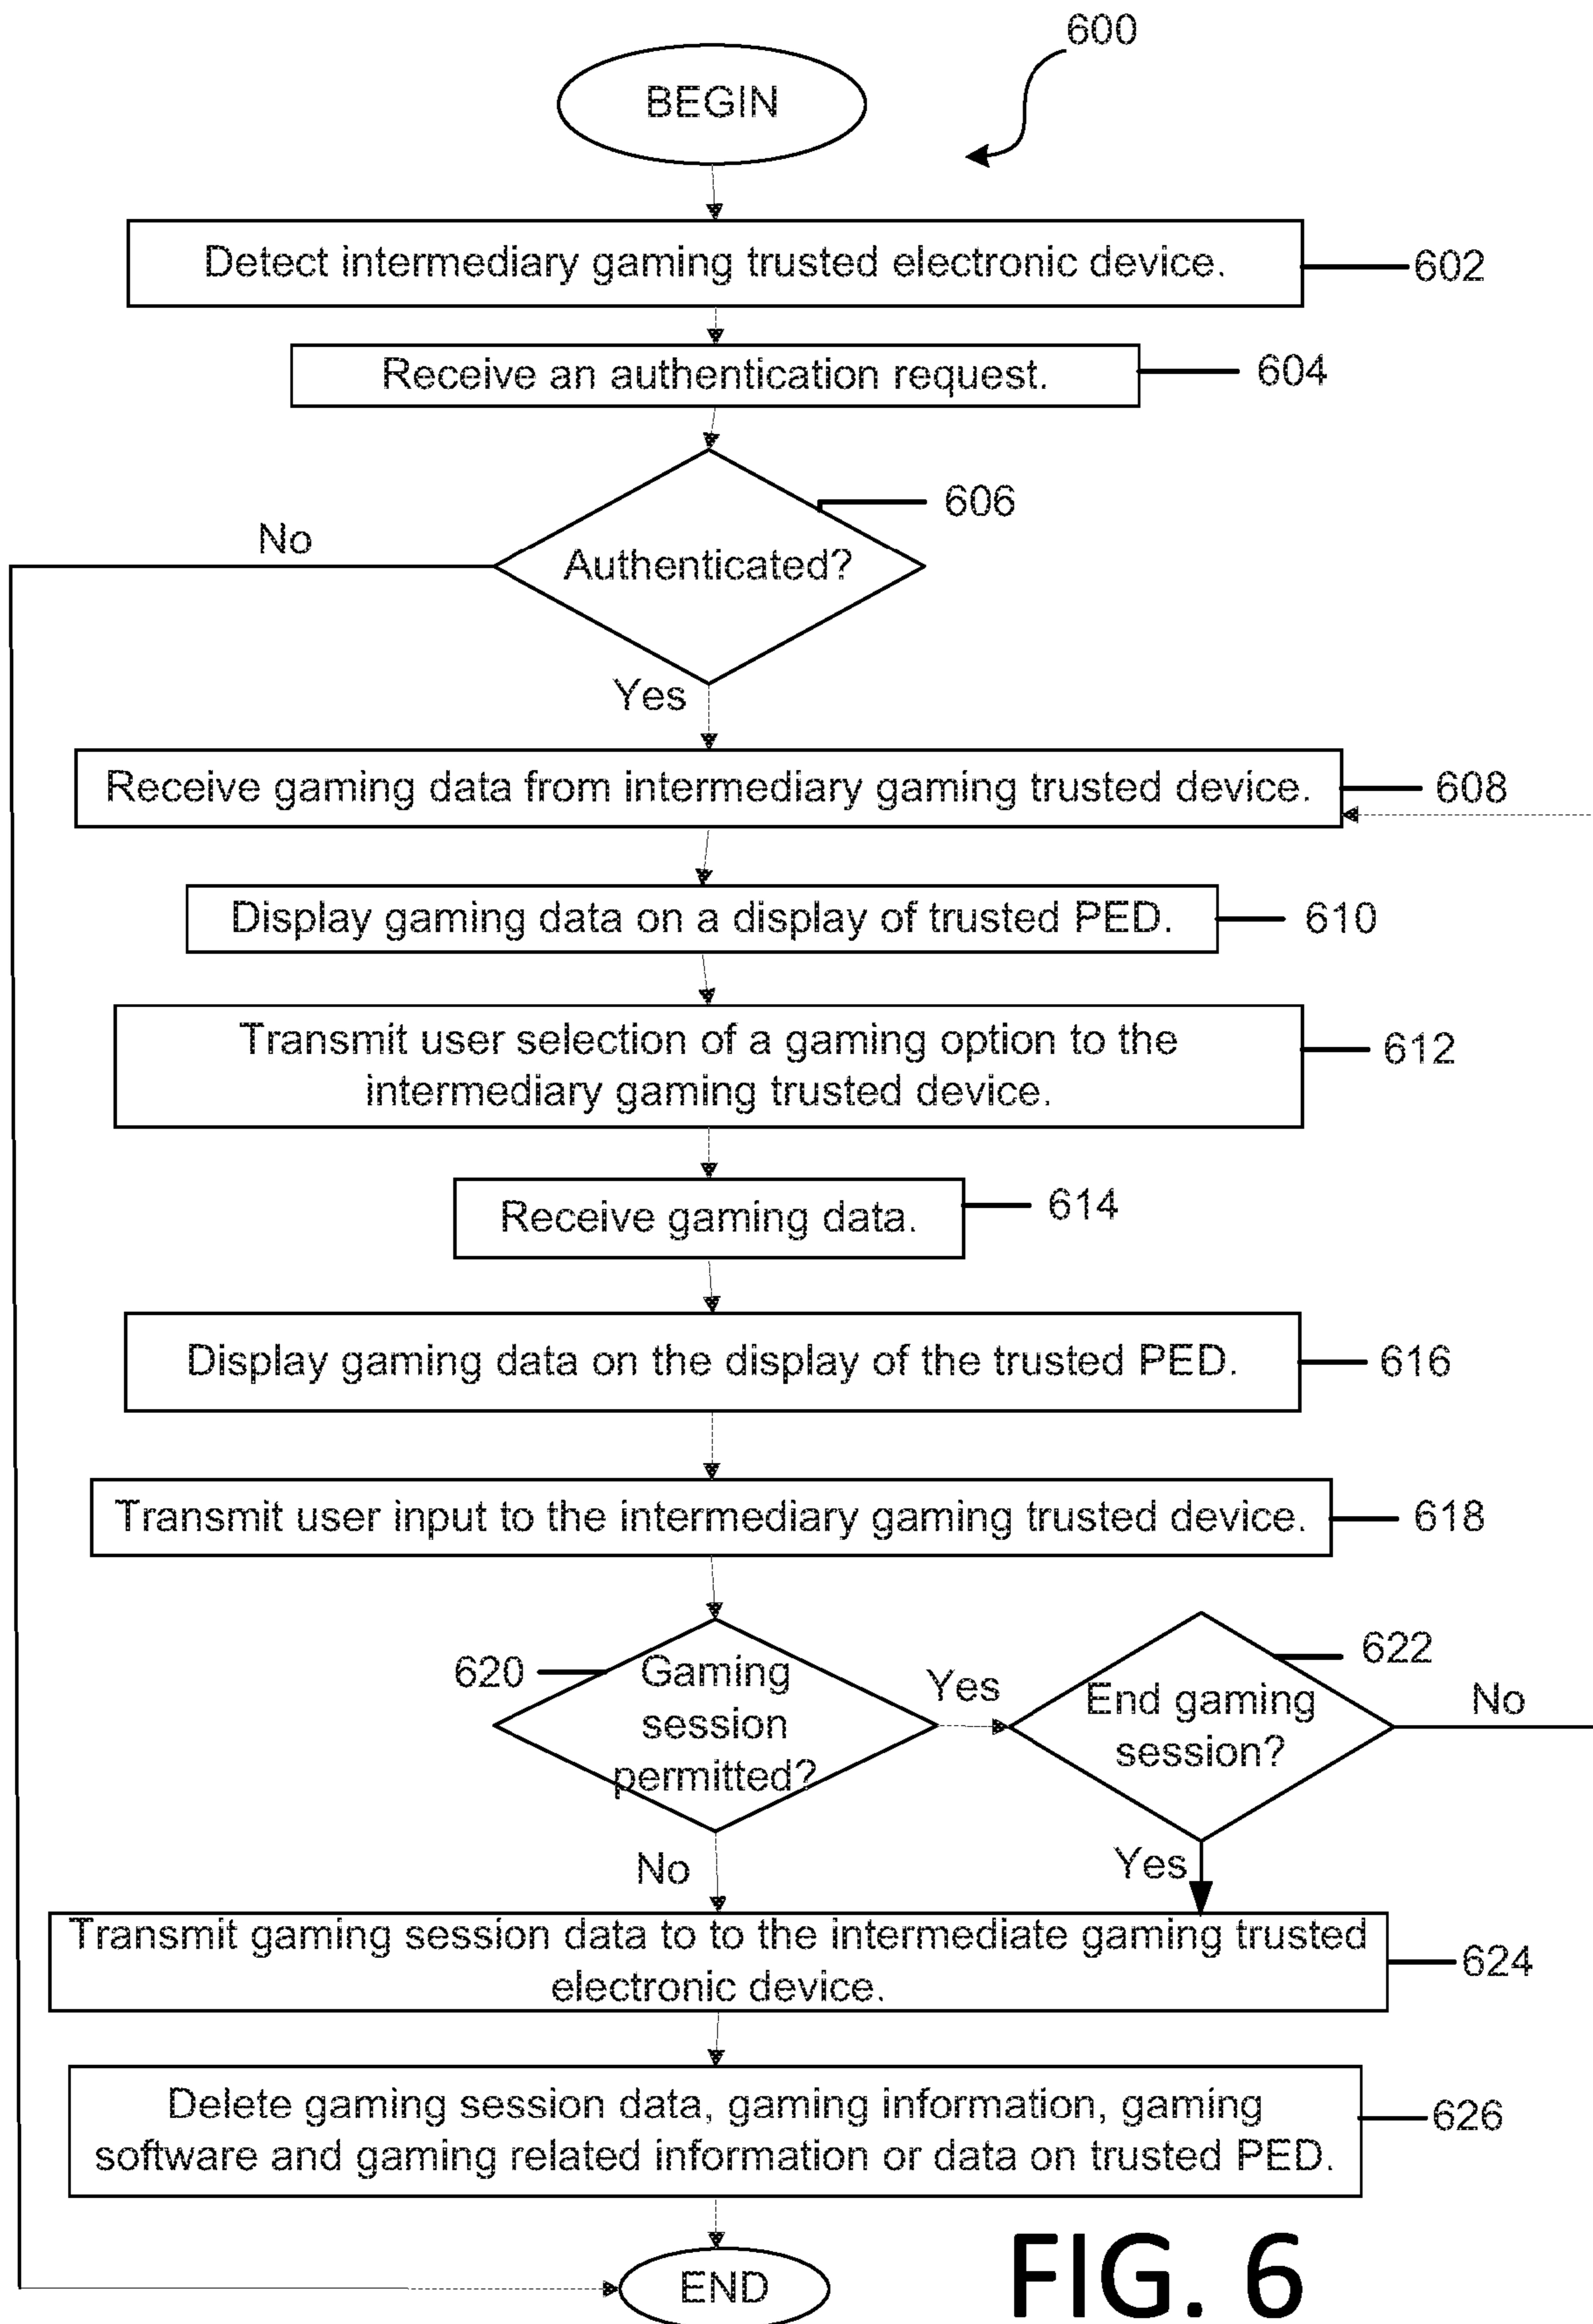 600
BEGIN
Detect intermediary gaming trusted electronic device.
602
Receive an authentication request.
604
606
No
Authenticated?
Yes
Receive gaming data from intermediary gaming trusted device.
608
Display gaming data on a display of trusted PED.
610
Transmit user selection of a gaming option to the
intermediary gaming trusted device.
612
Receive gaming data.
614
Display gaming data on the display of the trusted PED.
616
Transmit user input to the intermediary gaming trusted device.
618
620
Gaming
session
permitted?
Yes
622
End gaming
session?
No
No
Yes
Transmit gaming session data to to the intermediate gaming trusted
electronic device.
624
Delete gaming session data, gaming information, gaming
software and gaming related information or data on trusted PED.
626
END
FIG. 6